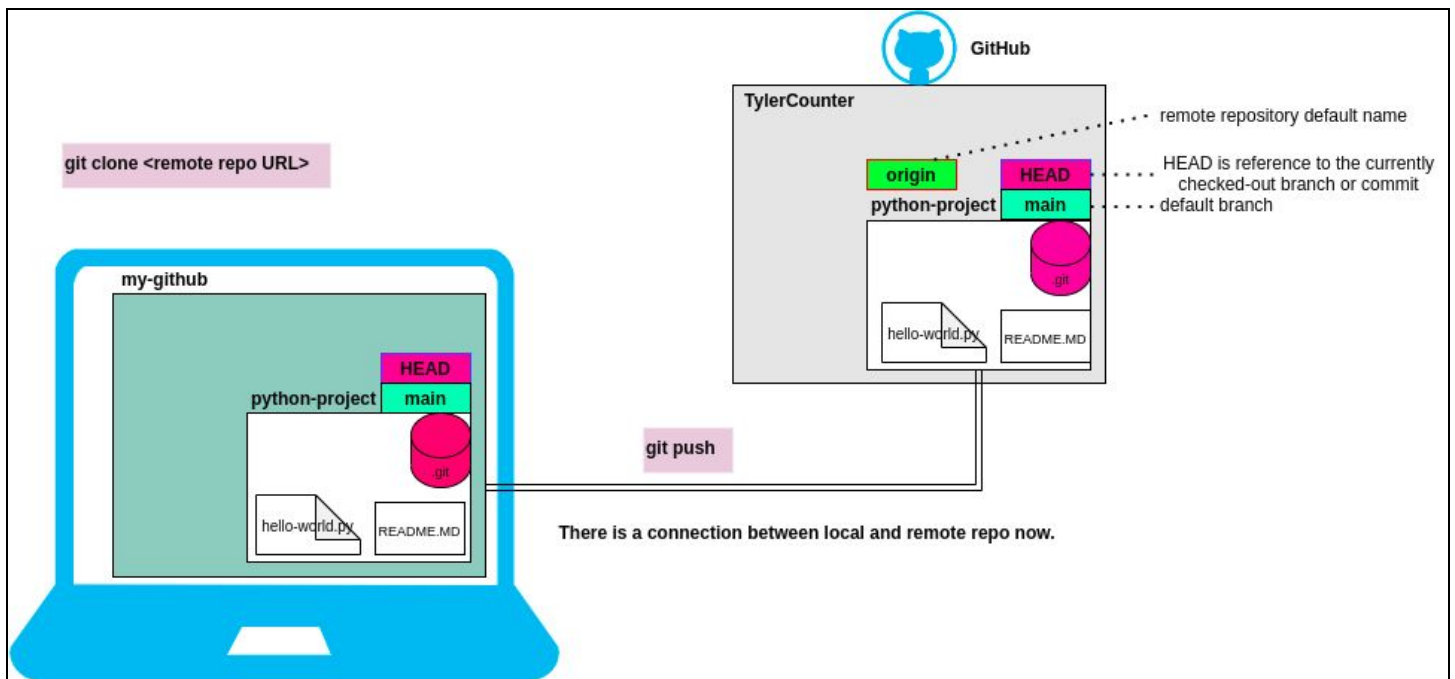 GitHub
TylerCounter
remote repository default name
git clone <remote repo URL>
origin
HEAD
HEAD is reference to the currently
checked-out branch or commit
python-project
main
default branch
.git
my-github
hello-world.py
README.MD
HEAD
python-project
main
git push
.git
hello-world.py
README.MD
There is a connection between local and remote repo now.